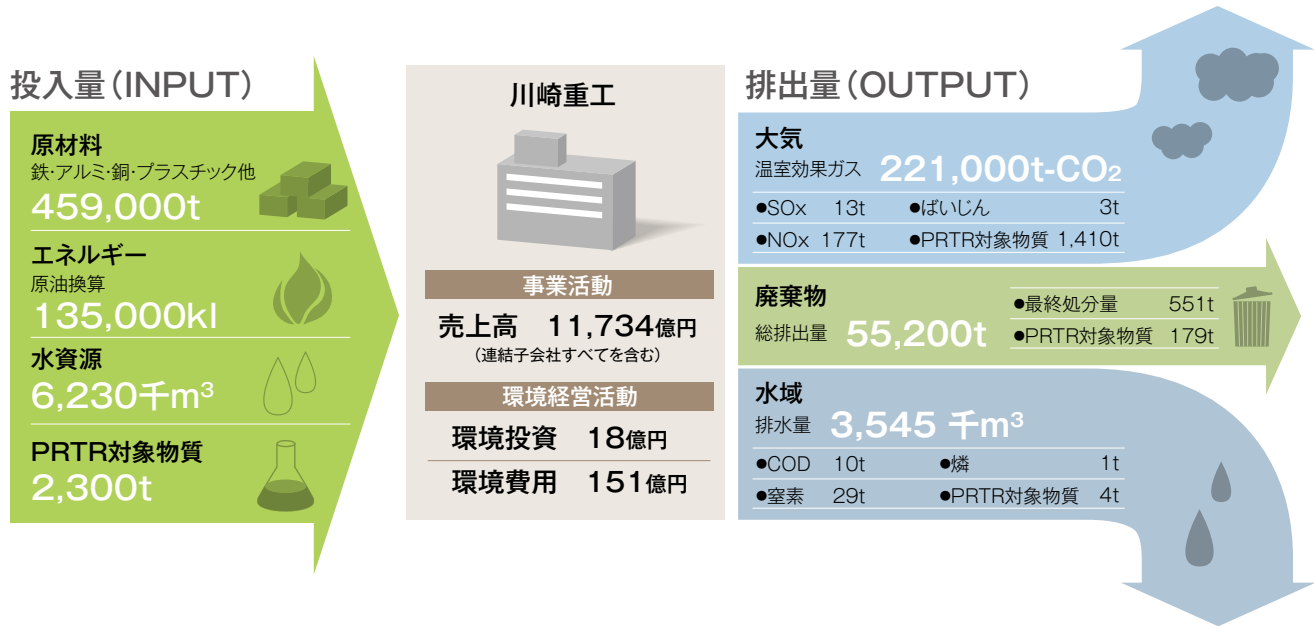 投入量（INPUT）
原材料
鉄・アルミ・銅・プラスチック他
459,000t
エネルギー
原油換算
135,000kl
水資源
6,230千m³
PRTR対象物質
2,300t
川崎重工
事業活動
売上高 11,734億円
（連結子会社すべてを含む）
環境経営活動
環境投資 18億円
環境費用 151億円
排出量（OUTPUT）
大気
温室効果ガス 221,000t-CO₂
●SOx 13t ●ばいじん 3t
●NOx 177t ●PRTR対象物質 1,410t
廃棄物
総排出量 55,200t
●最終処分量 551t
●PRTR対象物質 179t
水域
排水量 3,545 千m³
●COD 10t ●燐 1t
●窒素 29t ●PRTR対象物質 4t